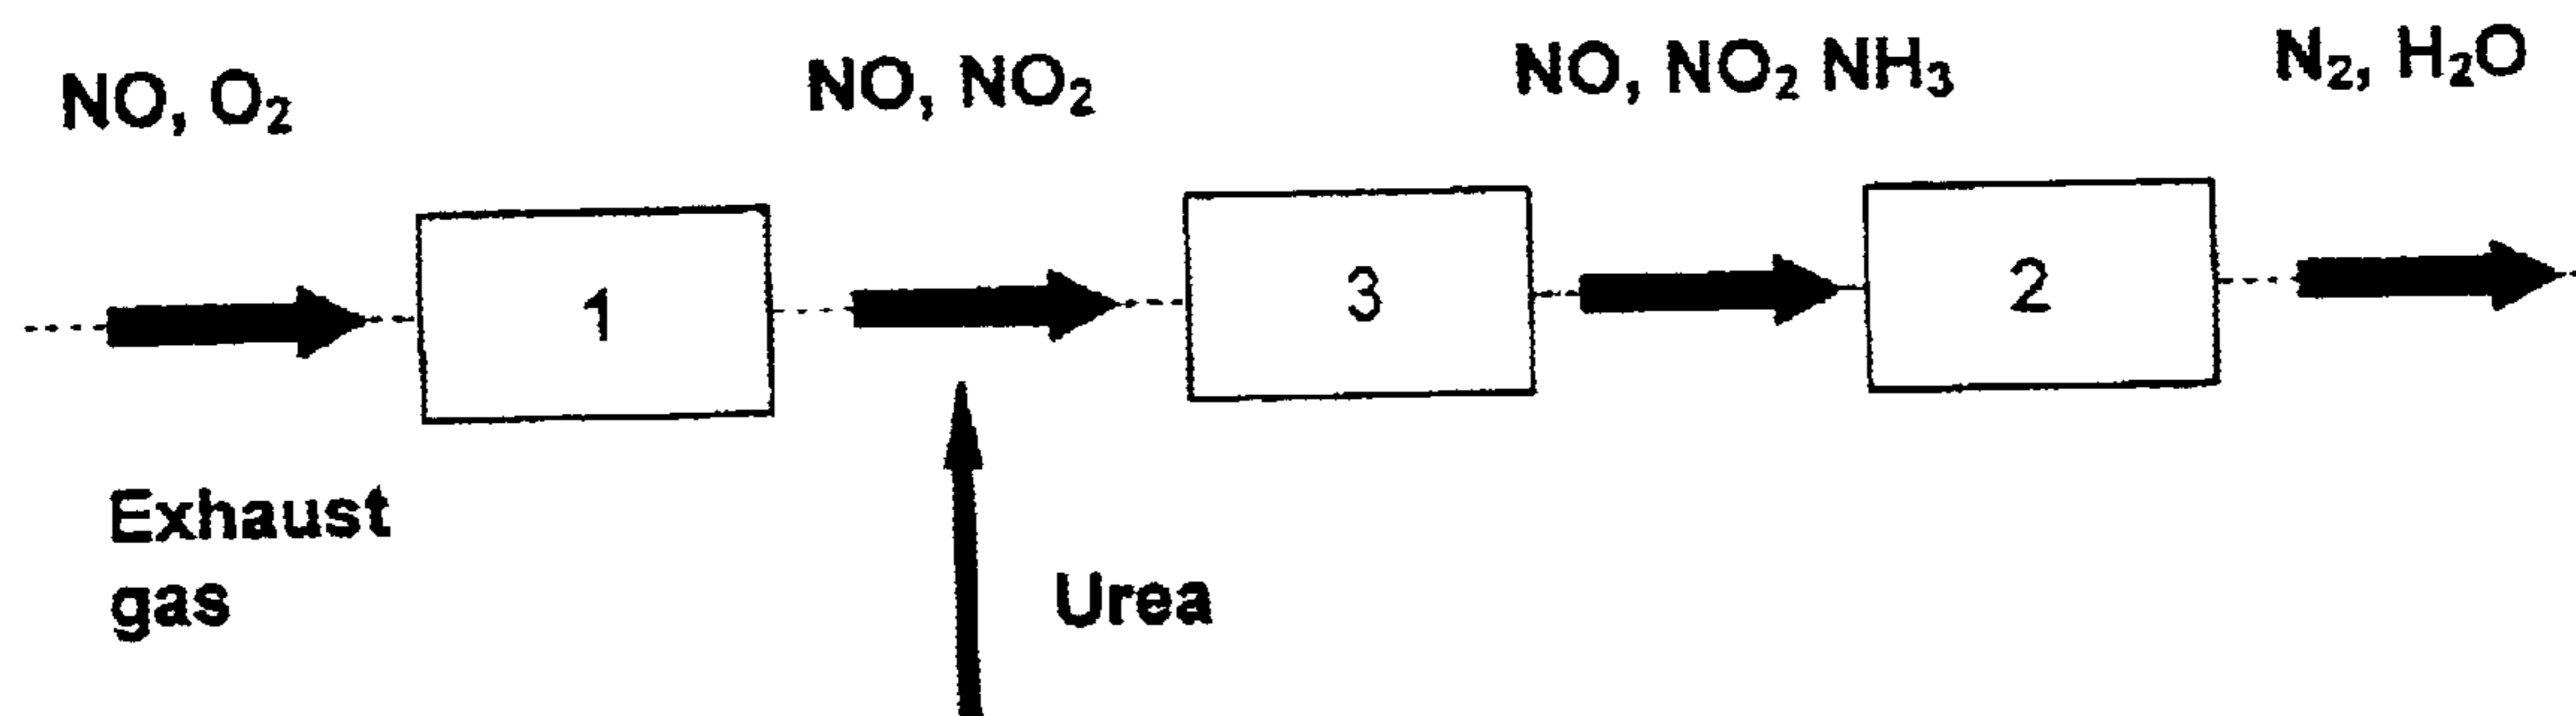 NO, O₂
NO, NO₂
NO, NO₂ NH₃
N₂, H₂O
1
3
2
Exhaust
gas
Urea